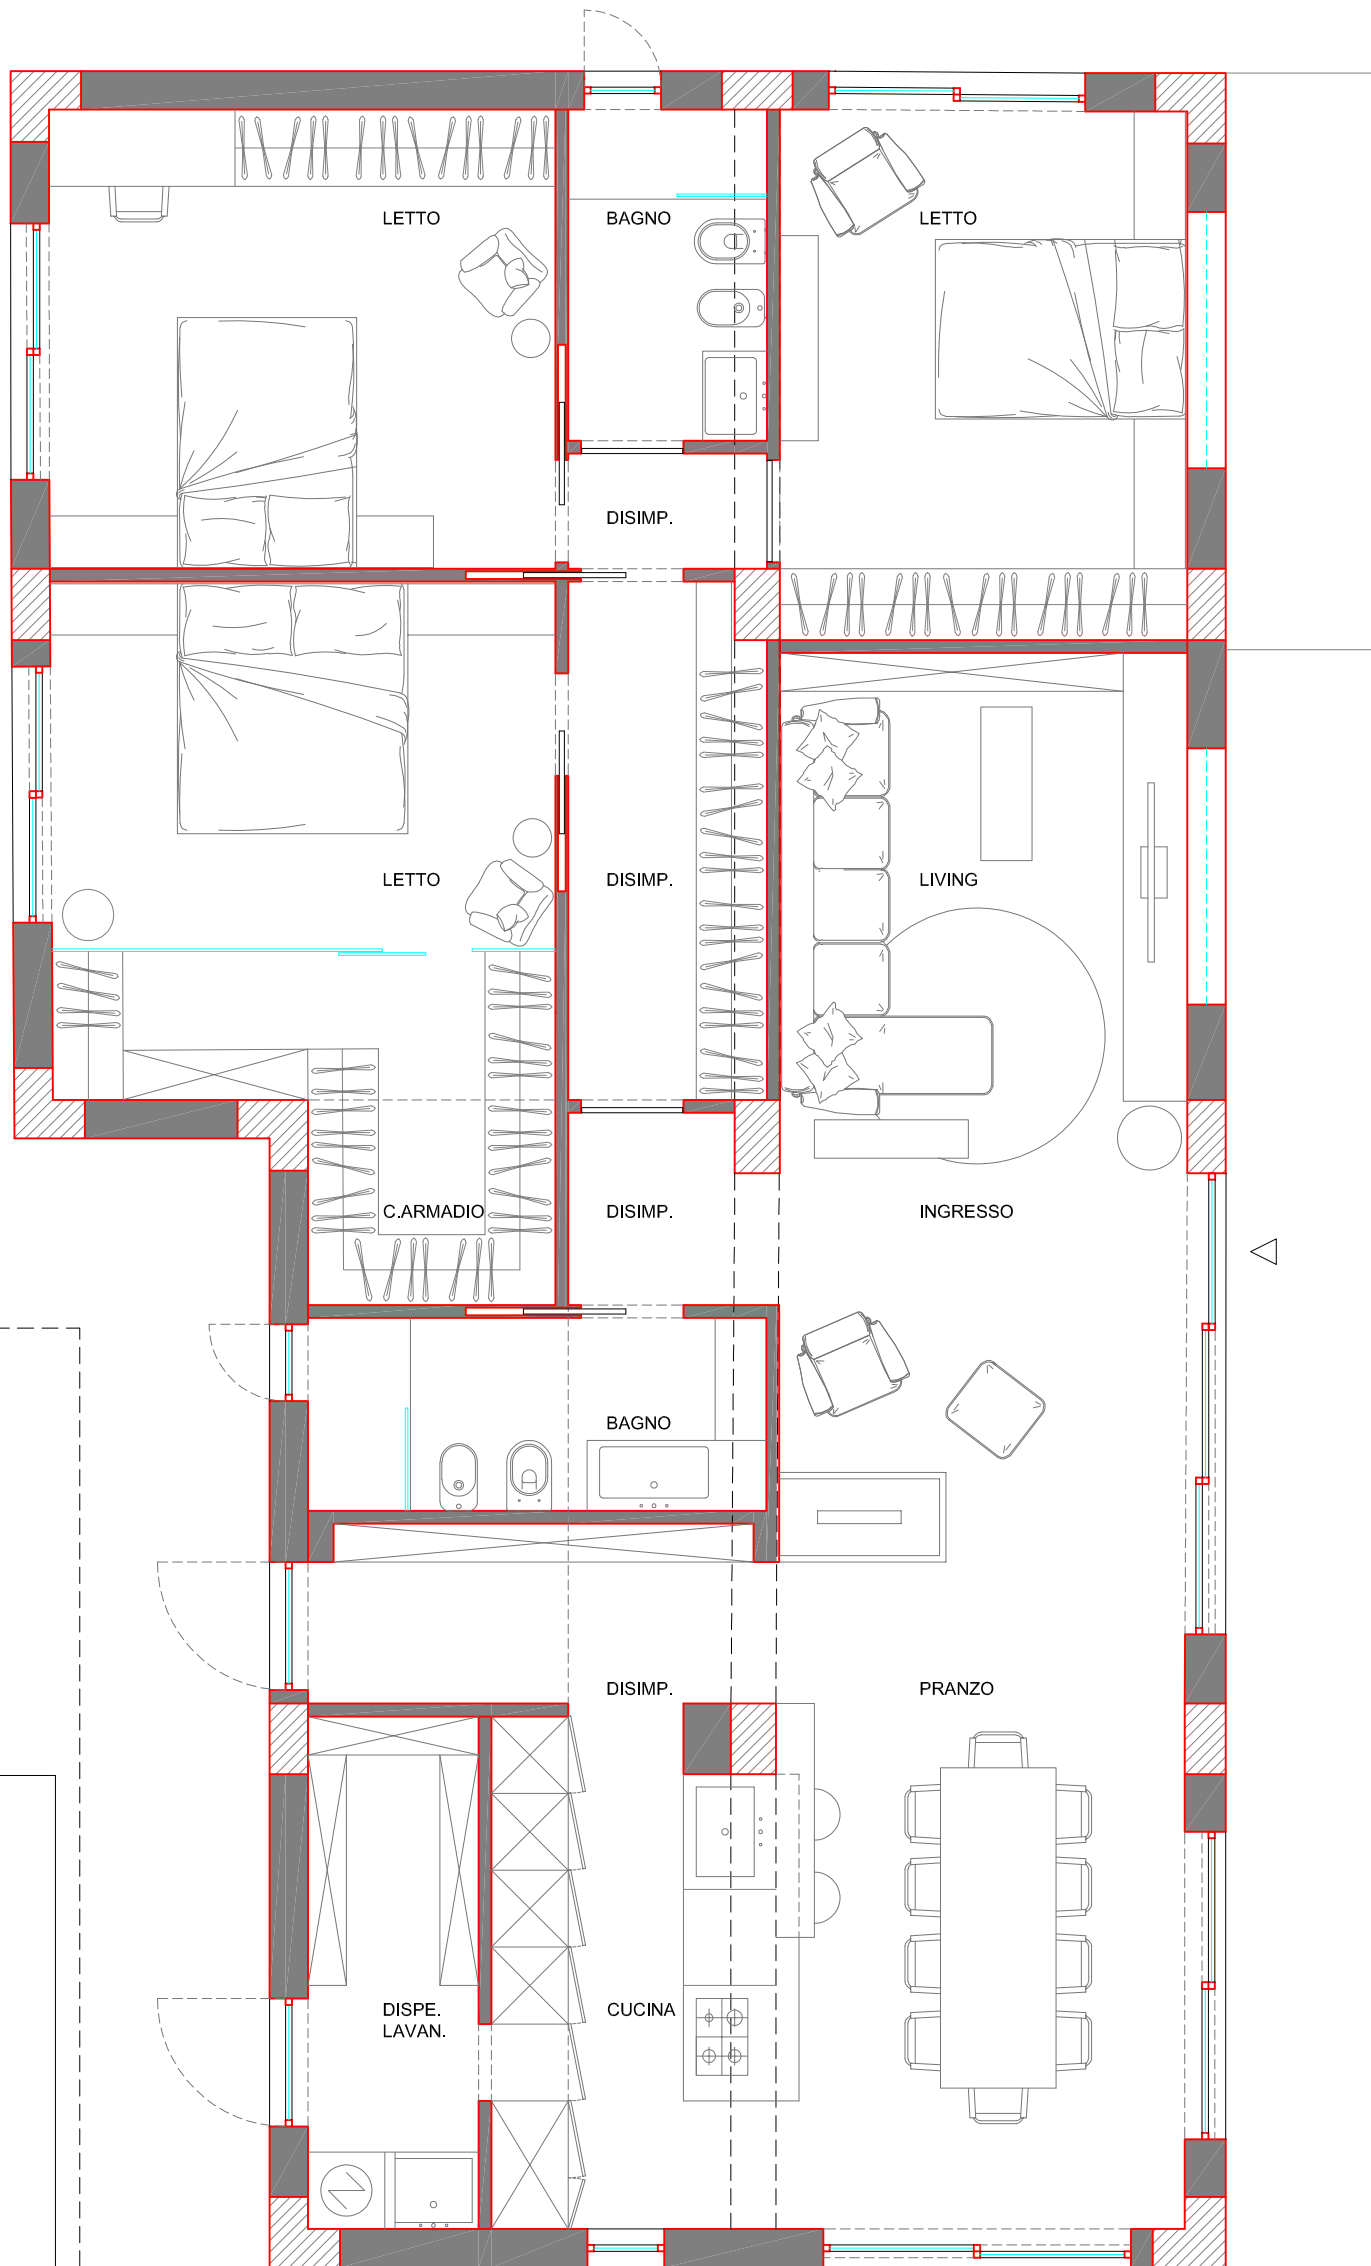 LETTO
BAGNO
LETTO
DISIMP.
LETTO
DISIMP.
LIVING
C.ARMADIO
DISIMP.
INGRESSO
BAGNO
DISIMP.
PRANZO
DISPE.
LAVAN.
CUCINA